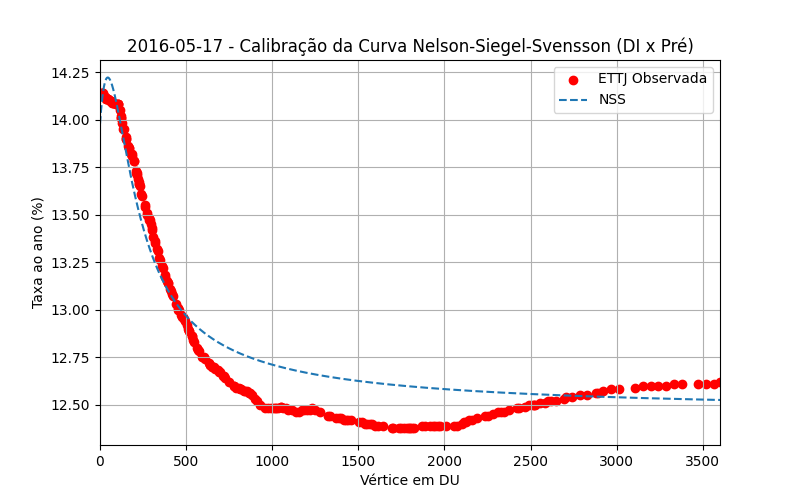 2016-05-17 - Calibração da Curva Nelson-Siegel-Svensson (DI x Pré)
ETTJ Observada
NSS
Taxa ao ano (%)
14.25
14.00
13.75
13.50
13.25
13.00
12.75
12.50
0 500 1000 1500 2000 2500 3000 3500
Vértice em DU